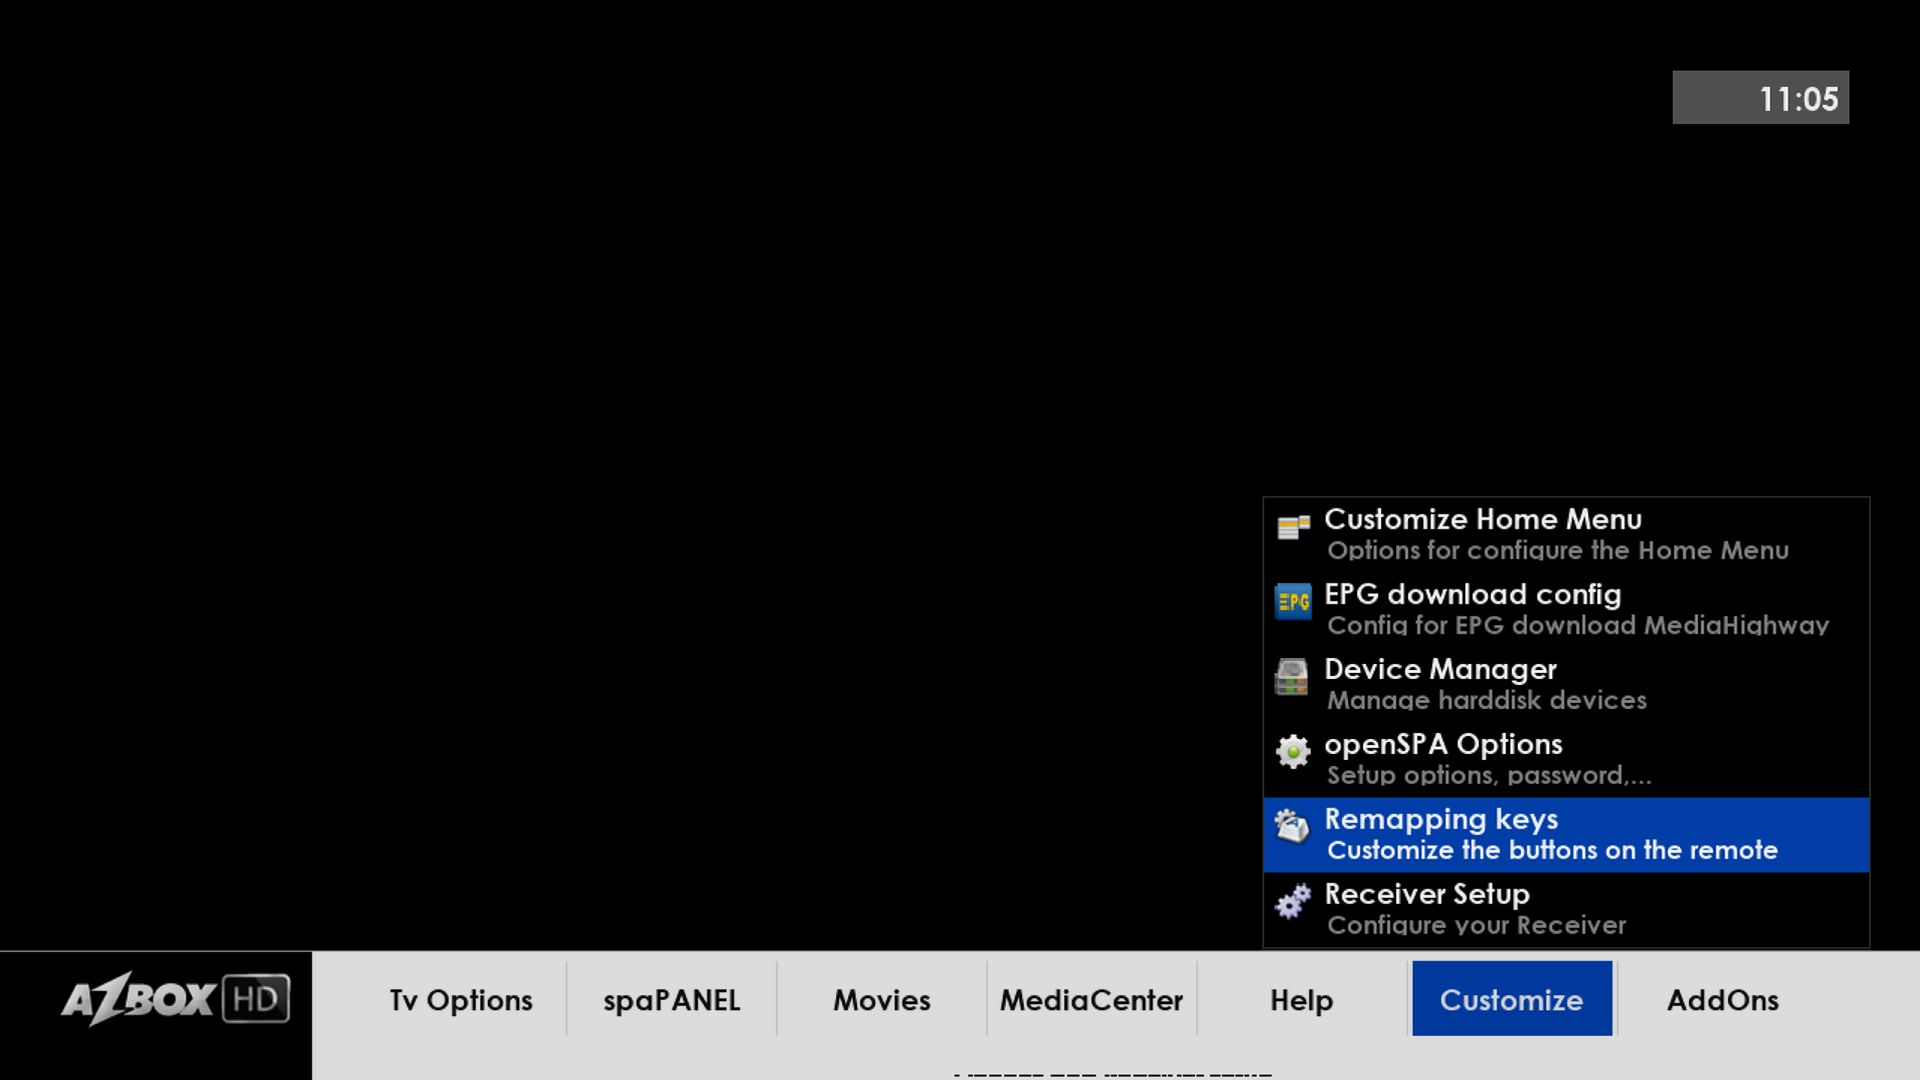 11:05
Customize Home Menu
Options for configure the Home Menu
EPG
EPG download config
Config for EPG download MediaHighway
Device Manager
Manage harddisk devices
openSPA Options
Setup options, password,...
Remapping keys
Customize the buttons on the remote
Receiver Setup
Configure your Receiver
AZBOX HD
Tv Options spaPANEL Movies MediaCenter Help Customize AddOns